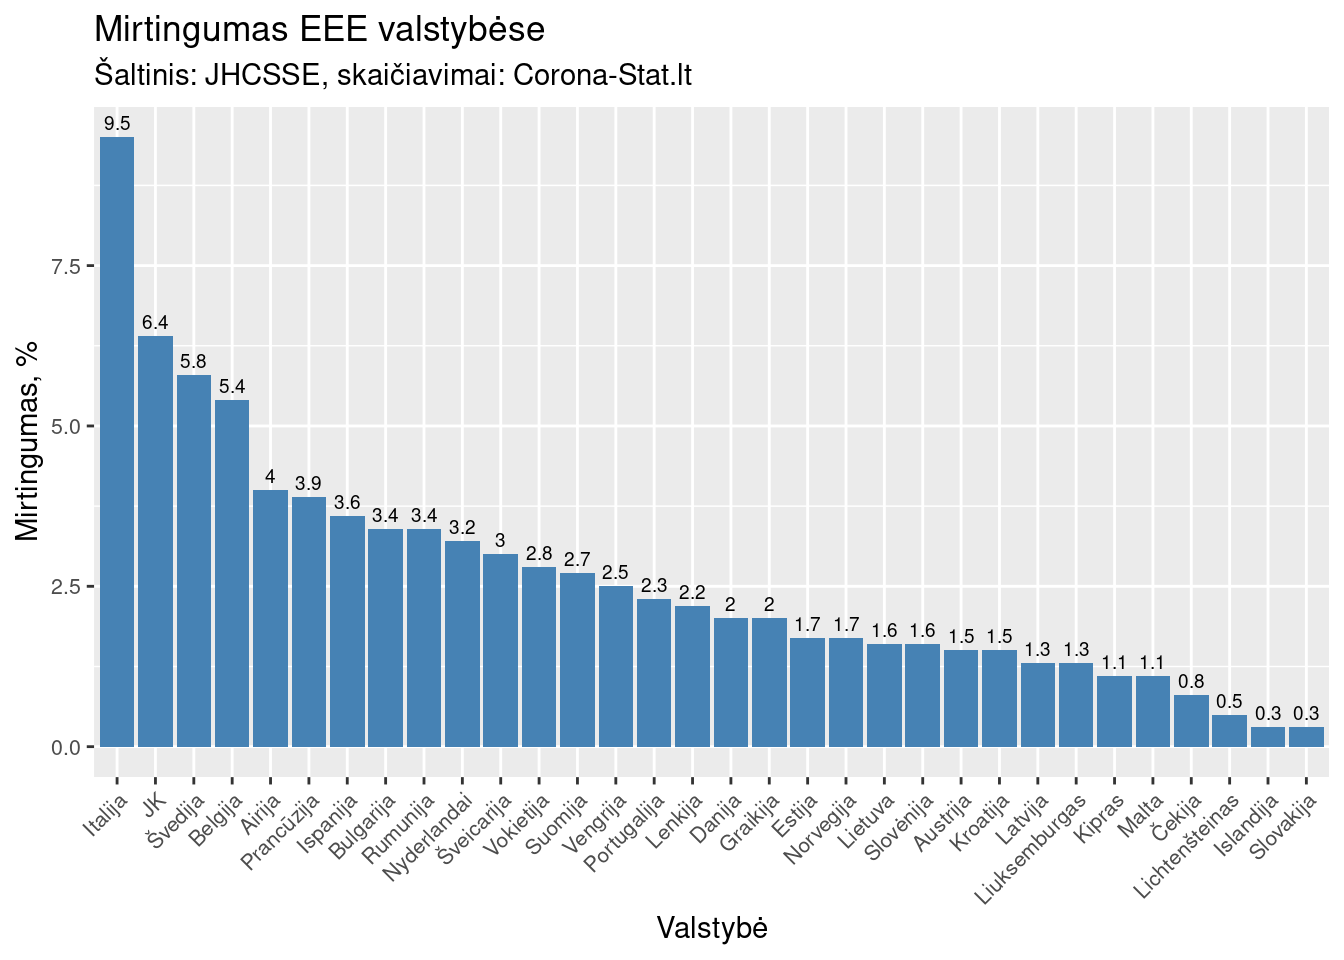 Mirtingumas EEE valstybėse
Šaltinis: JHCSSE, skaičiavimai: Corona-Stat.lt
Mirtingumas, %
7.5
5.0
2.5
0.0
9.5
6.4
5.8
5.4
4
3.9
3.6
3.4
3.4
3.2
3
2.8
2.7
2.5
2.3
2.2
2
2
1.7
1.7
1.6
1.6
1.5
1.5
1.3
1.3
1.1
1.1
0.8
0.5
0.3
0.3
Italija
JK
Švedija
Belgija
Airija
Prancūzija
Ispanija
Bulgarija
Rumunija
Nyderlandai
Šveicarija
Vokietija
Suomija
Vengrija
Portugalija
Lenkija
Danija
Graikija
Estija
Norvegija
Lietuva
Slovėnija
Austrija
Kroatija
Latvija
Liuksemburgas
Kipras
Malta
Čekija
Lichtenšteinas
Islandija
Slovakija
Valstybė